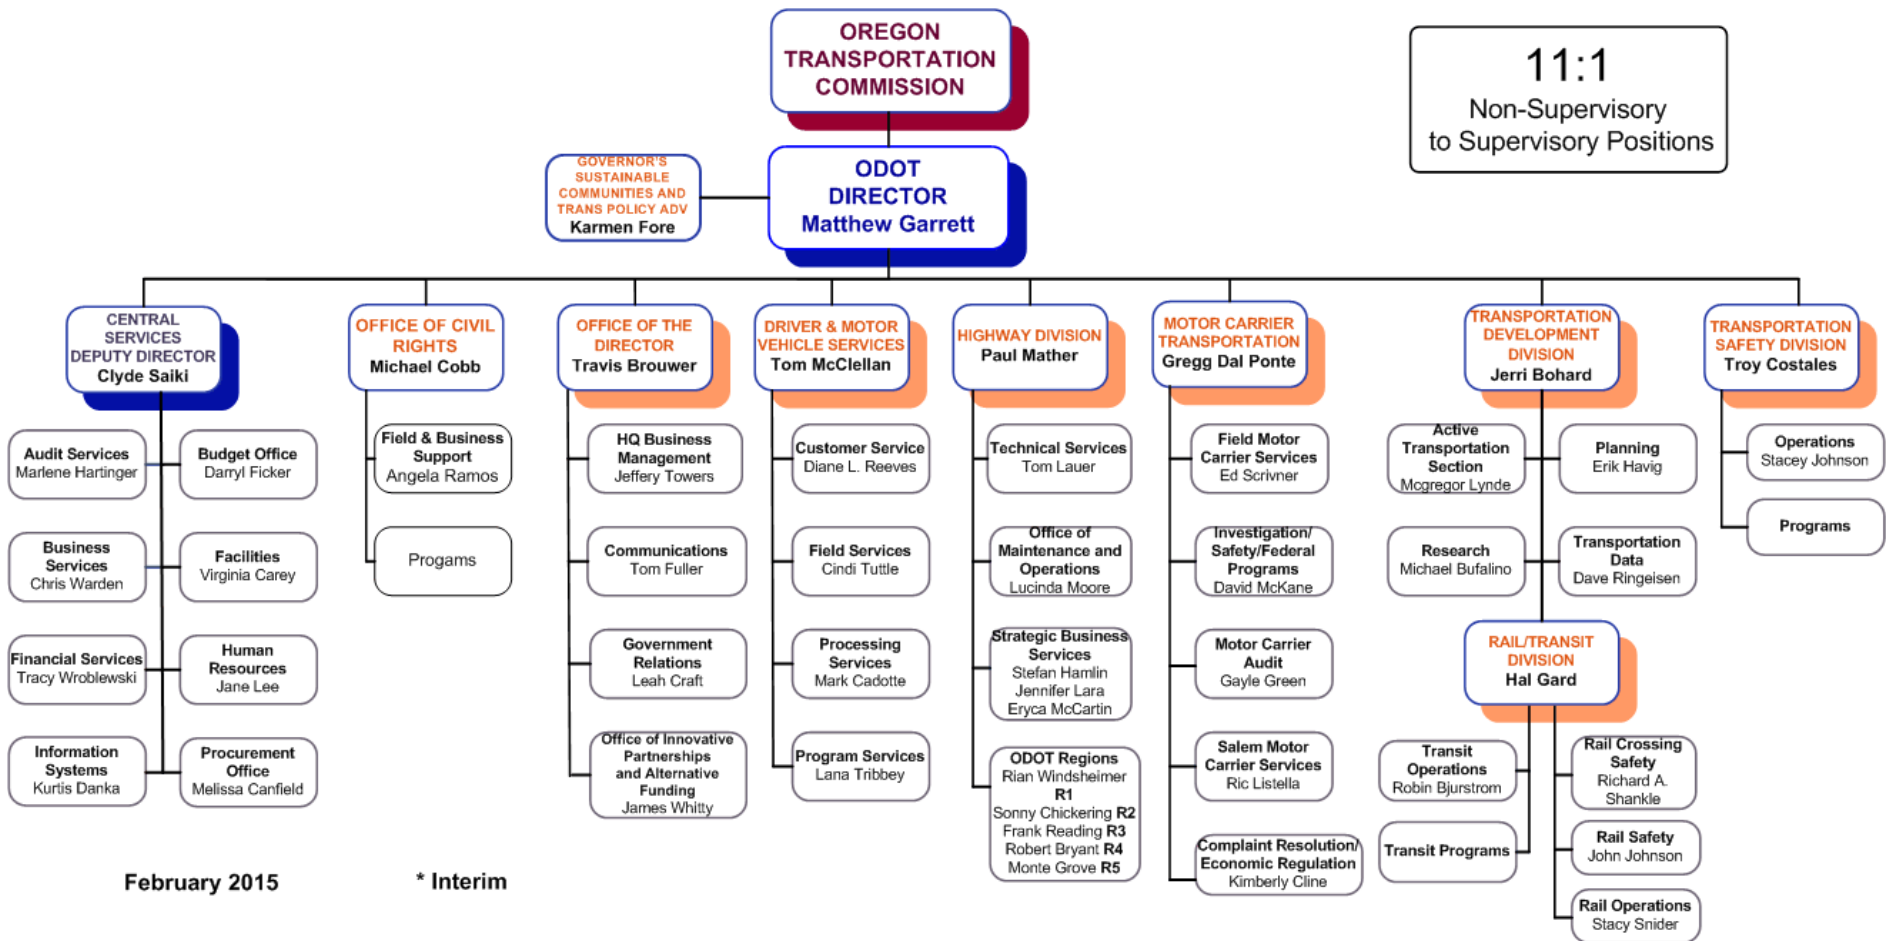 OREGON
TRANSPORTATION
COMMISSION
11:1
Non-Supervisory
to Supervisory Positions
GOVERNOR'S
SUSTAINABLE
COMMUNITIES AND
TRANS POLICY ADV
Karmen Fore
ODOT
DIRECTOR
Matthew Garrett
CENTRAL
SERVICES
DEPUTY DIRECTOR
Clyde Saiki
OFFICE OF CIVIL
RIGHTS
Michael Cobb
OFFICE OF THE
DIRECTOR
Travis Brouwer
DRIVER & MOTOR
VEHICLE SERVICES
Tom McClellan
HIGHWAY DIVISION
Paul Mather
MOTOR CARRIER
TRANSPORTATION
Gregg Dal Ponte
TRANSPORTATION
DEVELOPMENT
DIVISION
Jerri Bohard
TRANSPORTATION
SAFETY DIVISION
Troy Costales
Audit Services
Marlene Hartinger
Budget Office
Darryl Ficker
Business
Services
Chris Warden
Facilities
Virginia Carey
Financial Services
Tracy Wroblewski
Human
Resources
Jane Lee
Information
Systems
Kurtis Danka
Procurement
Office
Melissa Canfield
Field & Business
Support
Angela Ramos
Progams
HQ Business
Management
Jeffery Towers
Communications
Tom Fuller
Government
Relations
Leah Craft
Office of Innovative
Partnerships
and Alternative
Funding
James Whitty
Customer Service
Diane L. Reeves
Field Services
Cindi Tuttle
Processing
Services
Mark Cadotte
Program Services
Lana Tribbey
Technical Services
Tom Lauer
Office of
Maintenance and
Operations
Lucinda Moore
Strategic Business
Services
Stefan Hamlin
Jennifer Lara
Eryca McCartin
ODOT Regions
Rian Windsheimer
R1
Sonny Chickering R2
Frank Reading R3
Robert Bryant R4
Monte Grove R5
Field Motor
Carrier Services
Ed Scrivner
Investigation/
Safety/Federal
Programs
David McKane
Motor Carrier
Audit
Gayle Green
Salem Motor
Carrier Services
Ric Listella
Complaint Resolution/
Economic Regulation
Kimberly Cline
Active
Transportation
Section
Mcgregor Lynde
Planning
Erik Havig
Research
Michael Bufalino
Transportation
Data
Dave Ringeisen
RAIL/TRANSIT
DIVISION
Hal Gard
Transit
Operations
Robin Bjurstrom
Transit Programs
Rail Crossing
Safety
Richard A.
Shankle
Rail Safety
John Johnson
Rail Operations
Stacy Snider
Operations
Stacey Johnson
Programs
February 2015
* Interim